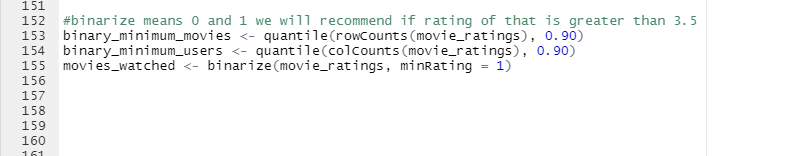 151
152 #binarize means 0 and 1 we will recommend if rating of that is greater than 3.5
153 binary_minimum_movies <- quantile(rowCounts(movie_ratings), 0.90)
154 binary_minimum_users <- quantile(colCounts(movie_ratings), 0.90)
155 movies_watched <- binarize(movie_ratings, minRating = 1)
156
157
158
159
160
161